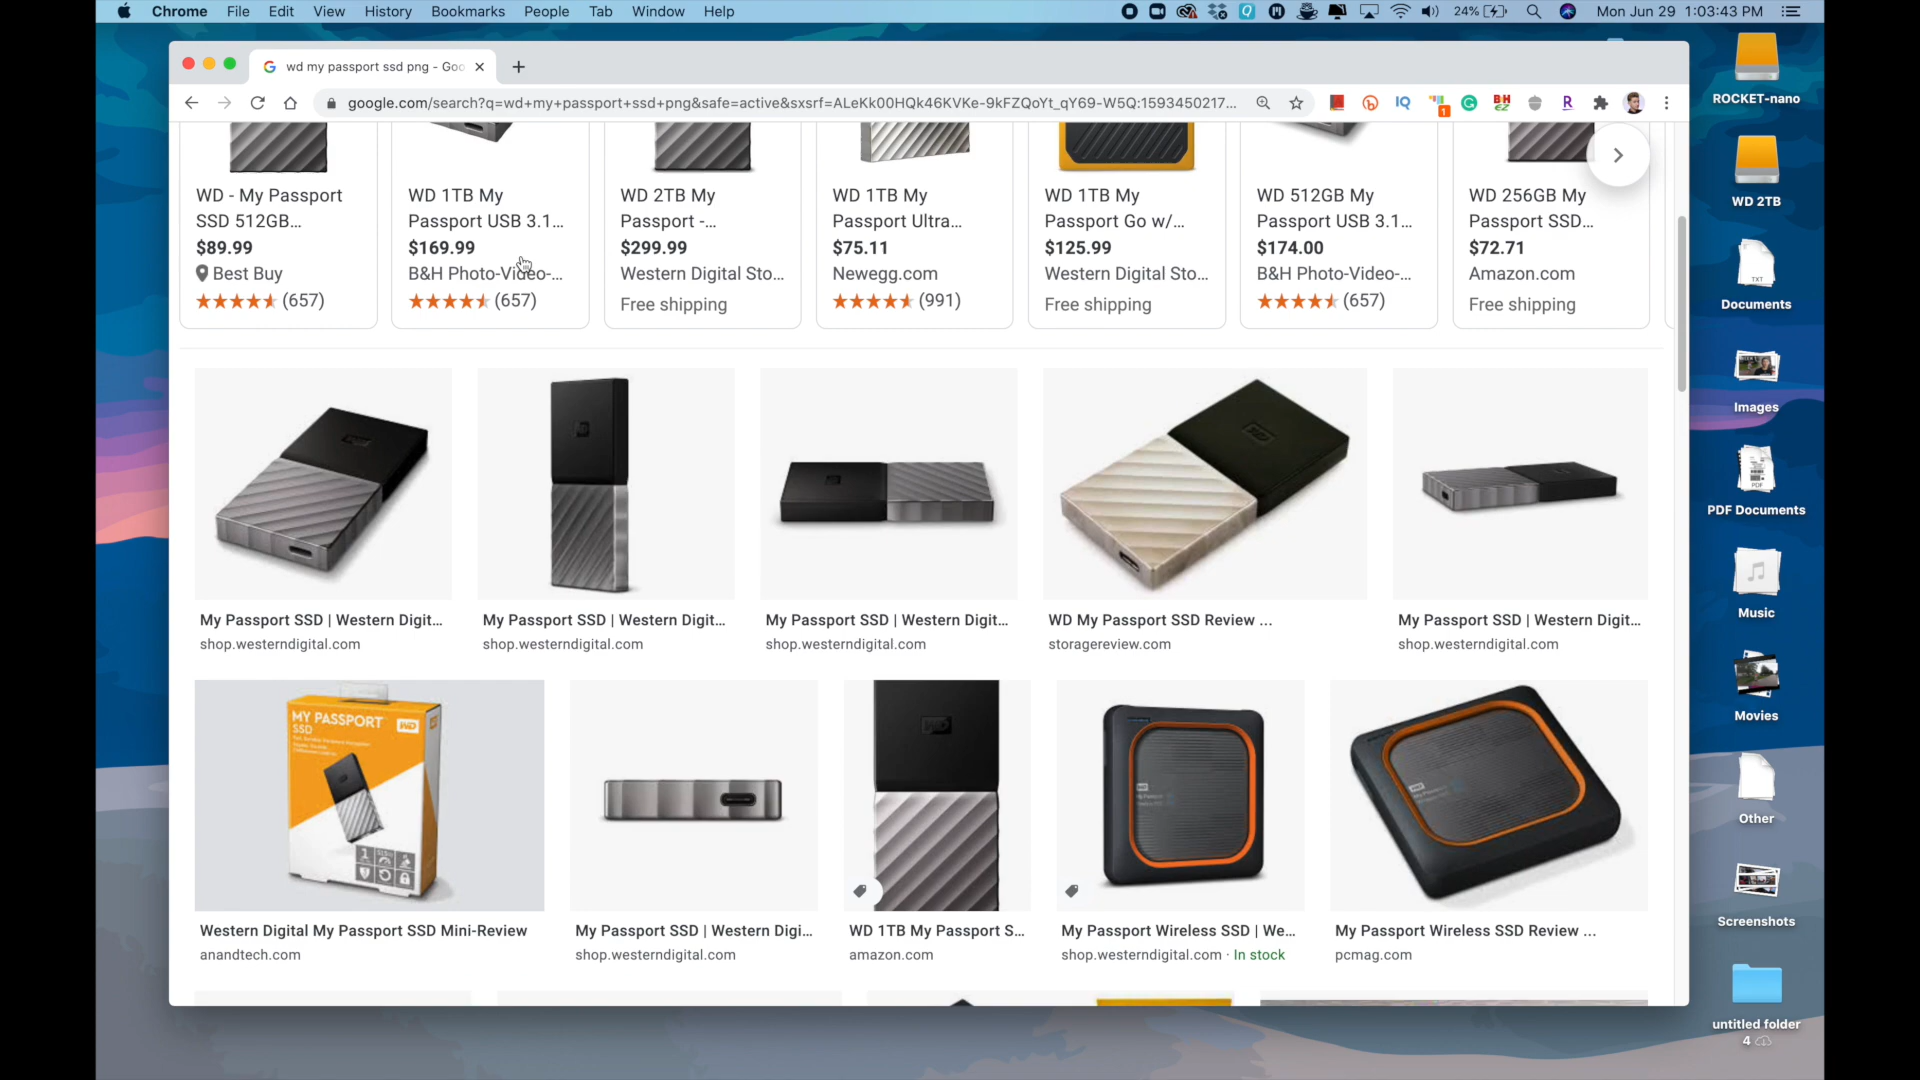 Chrome File Edit View History Bookmarks People Tab Window Help
24% Mon Jun 29 1:03:43 PM
wd my passport ssd png - Goo
google.com/search?q=wd+my+passport+ssd+png&safe=active&sxsrf=ALeKk00HQk46KVKe-9kFZQoYt_qY69-W5Q:1593450217...
IQ
1
BH
EZ
R
WD - My Passport
SSD 512GB...
$89.99
Best Buy
(657)
WD 1TB My
Passport USB 3.1...
$169.99
B&H Photo-Video-...
(657)
WD 2TB My
Passport -...
$299.99
Western Digital Sto...
Free shipping
WD 1TB My
Passport Ultra...
$75.11
Newegg.com
(991)
WD 1TB My
Passport Go w/...
$125.99
Western Digital Sto...
Free shipping
WD 512GB My
Passport USB 3.1...
$174.00
B&H Photo-Video-...
(657)
WD 256GB My
Passport SSD...
$72.71
Amazon.com
Free shipping
My Passport SSD | Western Digit...
shop.westerndigital.com
My Passport SSD | Western Digit...
shop.westerndigital.com
My Passport SSD | Western Digit...
shop.westerndigital.com
WD
WD My Passport SSD Review ...
storagereview.com
My Passport SSD | Western Digit...
shop.westerndigital.com
MY PASSPORT
SSD
WD
Western Digital My Passport SSD Mini-Review
anandtech.com
My Passport SSD | Western Digi...
shop.westerndigital.com
WD
WD 1TB My Passport S...
amazon.com
My Passport Wireless SSD | We...
shop.westerndigital.com · In stock
My Passport Wireless SSD Review ...
pcmag.com
ROCKET-nano
WD 2TB
TXT
Documents
Images
PDF
PDF Documents
Music
Movies
Other
Screenshots
untitled folder
4